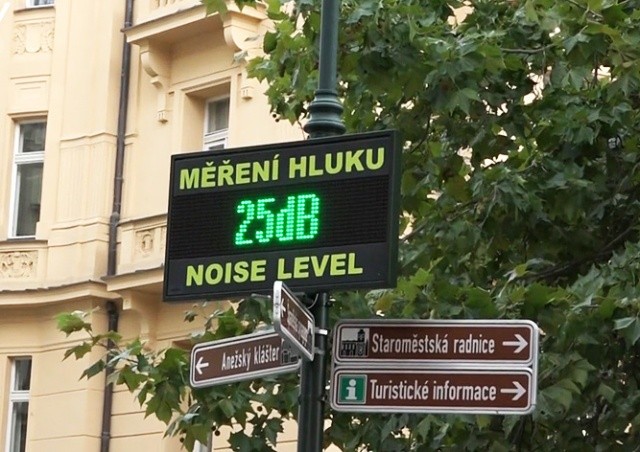 MĚŘENÍ HLUKU
25dB
NOISE LEVEL
Anežský klášter
Staroměstská radnice
Turistické informace